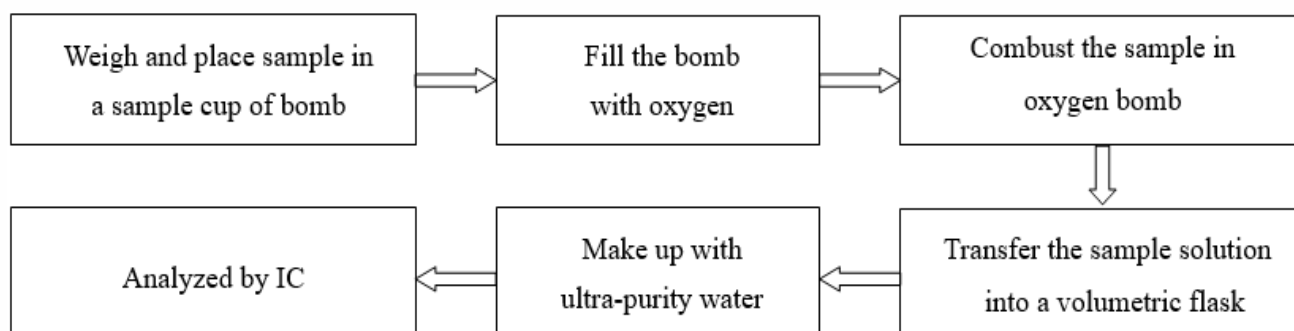 Weigh and place sample in
a sample cup of bomb
Fill the bomb
with oxygen
Combust the sample in
oxygen bomb
Transfer the sample solution
into a volumetric flask
Make up with
ultra-purity water
Analyzed by IC